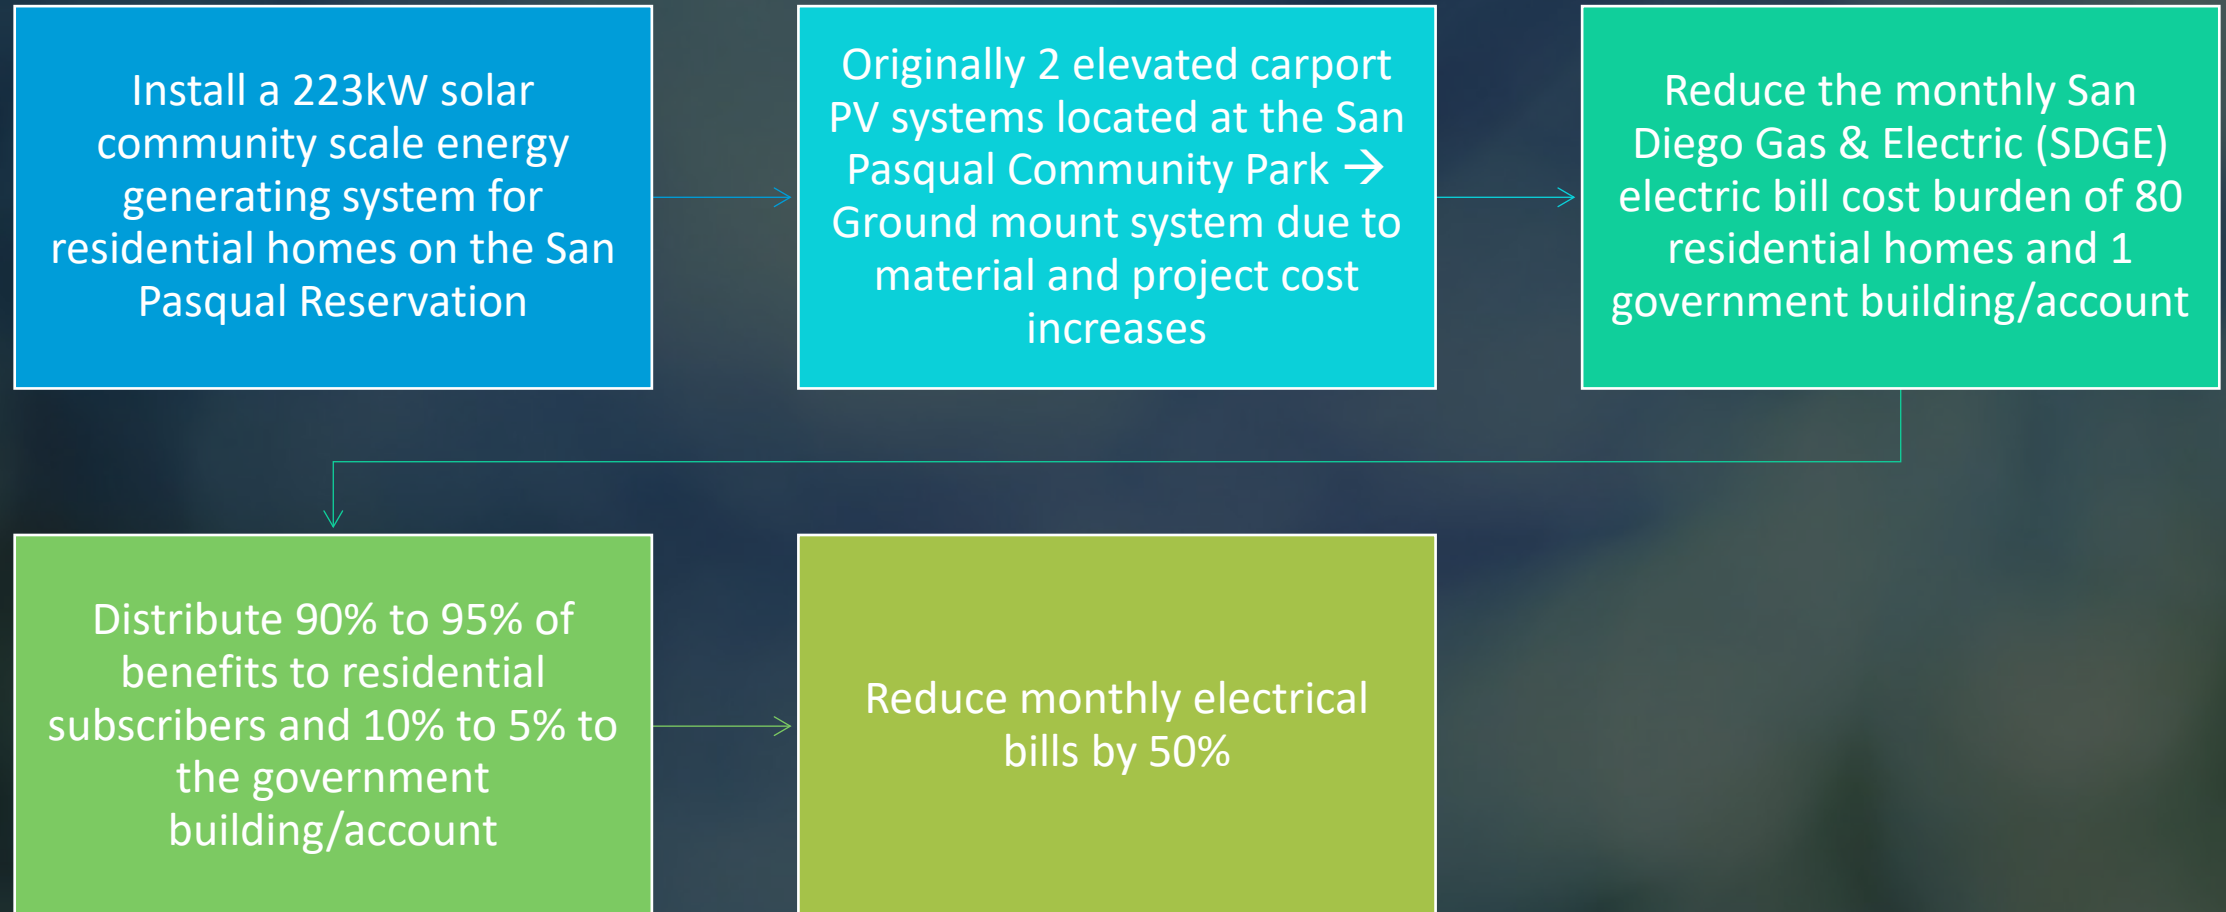 Install a 223kW solar
community scale energy
generating system for
residential homes on the San
Pasqual Reservation
Originally 2 elevated carport
PV systems located at the San
Pasqual Community Park →
Ground mount system due to
material and project cost
increases
Reduce the monthly San
Diego Gas & Electric (SDGE)
electric bill cost burden of 80
residential homes and 1
government building/account
Distribute 90% to 95% of
benefits to residential
subscribers and 10% to 5% to
the government
building/account
Reduce monthly electrical
bills by 50%